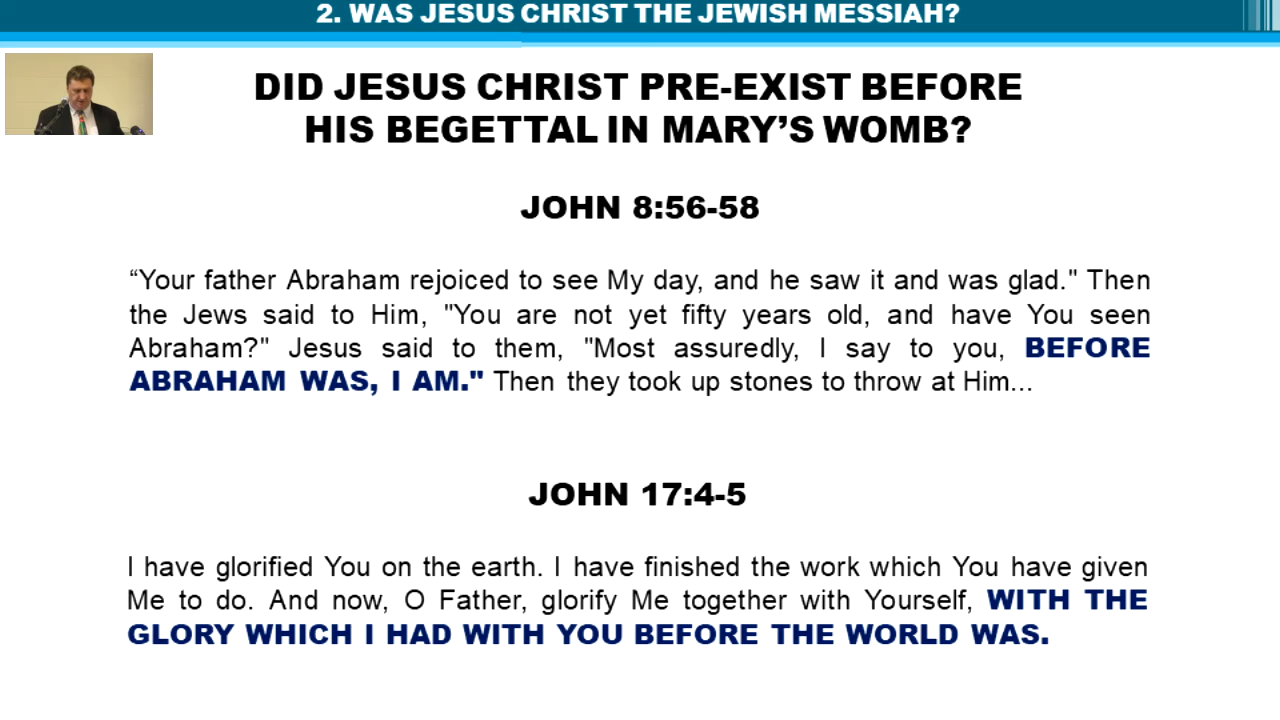 2. WAS JESUS CHRIST THE JEWISH MESSIAH?
DID JESUS CHRIST PRE-EXIST BEFORE
HIS BEGETTAL IN MARY’S WOMB?
JOHN 8:56-58
“Your father Abraham rejoiced to see My day, and he saw it and was glad." Then
the Jews said to Him, "You are not yet fifty years old, and have You seen
Abraham?" Jesus said to them, "Most assuredly, I say to you, BEFORE
ABRAHAM WAS, I AM." Then they took up stones to throw at Him...
JOHN 17:4-5
I have glorified You on the earth. I have finished the work which You have given
Me to do. And now, O Father, glorify Me together with Yourself, WITH THE
GLORY WHICH I HAD WITH YOU BEFORE THE WORLD WAS.